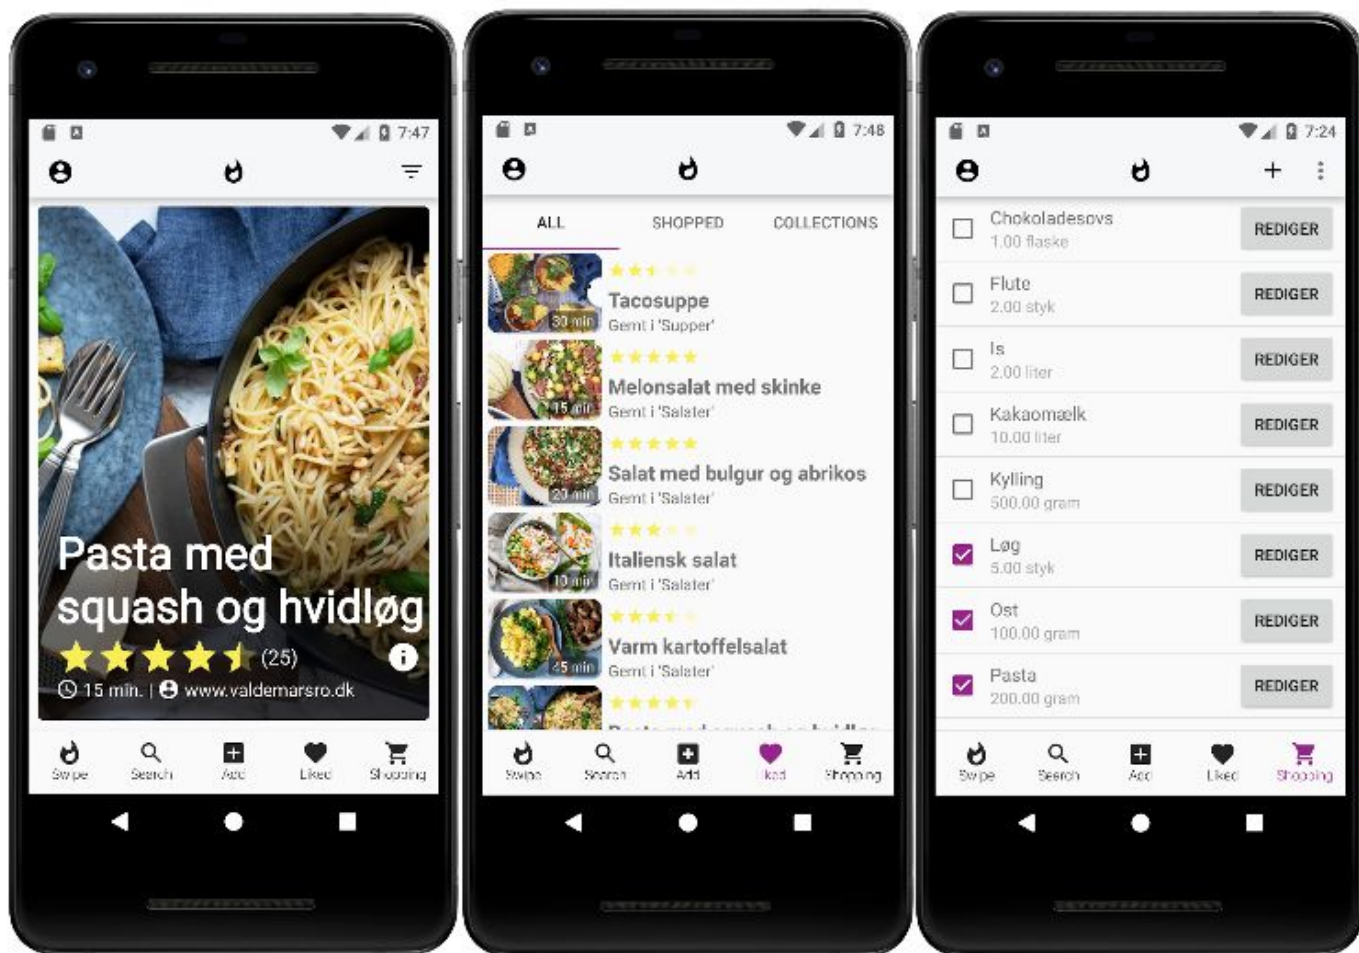 7:47
Pasta med
squash og hvidløg
(25)
15 min. | www.valdemarsro.dk
Swipe Search Add Liked Shopping
7:48
ALL SHOPPED COLLECTIONS
30 min
Tacosuppe
Gemt i 'Supper'
15 min
Melonsalat med skinke
Gemt i 'Salater'
20 min
Salat med bulgur og abrikos
Gemt i 'Salater'
10 min
Italiensk salat
Gemt i 'Salater'
45 min
Varm kartoffelsalat
Gemt i 'Salater'
Pasta med squash og hvidløg
Swipe Search Add Liked Shopping
7:24
Chokoladesovs
1.00 flaske
REDIGER
Flute
2.00 styk
REDIGER
Is
2.00 liter
REDIGER
Kakaomælk
10.00 liter
REDIGER
Kylling
500.00 gram
REDIGER
Løg
5.00 styk
REDIGER
Ost
100.00 gram
REDIGER
Pasta
200.00 gram
REDIGER
Swipe Search Add Liked Shopping